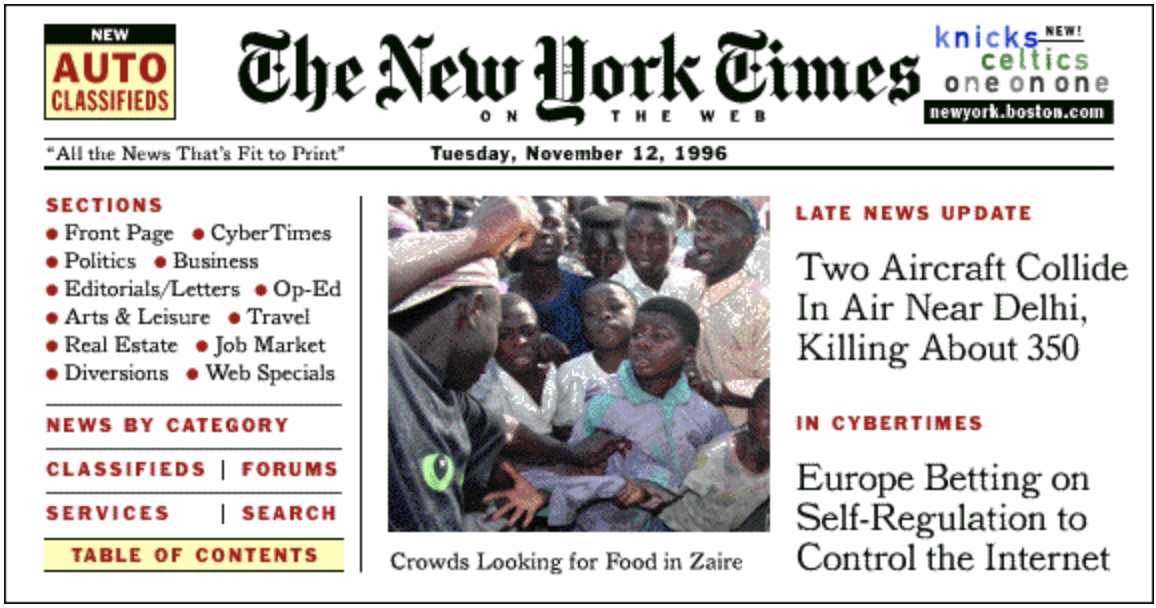 NEW
AUTO
CLASSIFIEDS
The New York Times
ON THE WEB
knicks NEW!
celtics
one on one
newyork.boston.com
"All the News That's Fit to Print"
Tuesday, November 12, 1996
SECTIONS
• Front Page • CyberTimes
• Politics • Business
• Editorials/Letters • Op-Ed
• Arts & Leisure • Travel
• Real Estate • Job Market
• Diversions • Web Specials
NEWS BY CATEGORY
CLASSIFIEDS | FORUMS
SERVICES | SEARCH
TABLE OF CONTENTS
Crowds Looking for Food in Zaire
LATE NEWS UPDATE
Two Aircraft Collide
In Air Near Delhi,
Killing About 350
IN CYBERTIMES
Europe Betting on
Self-Regulation to
Control the Internet